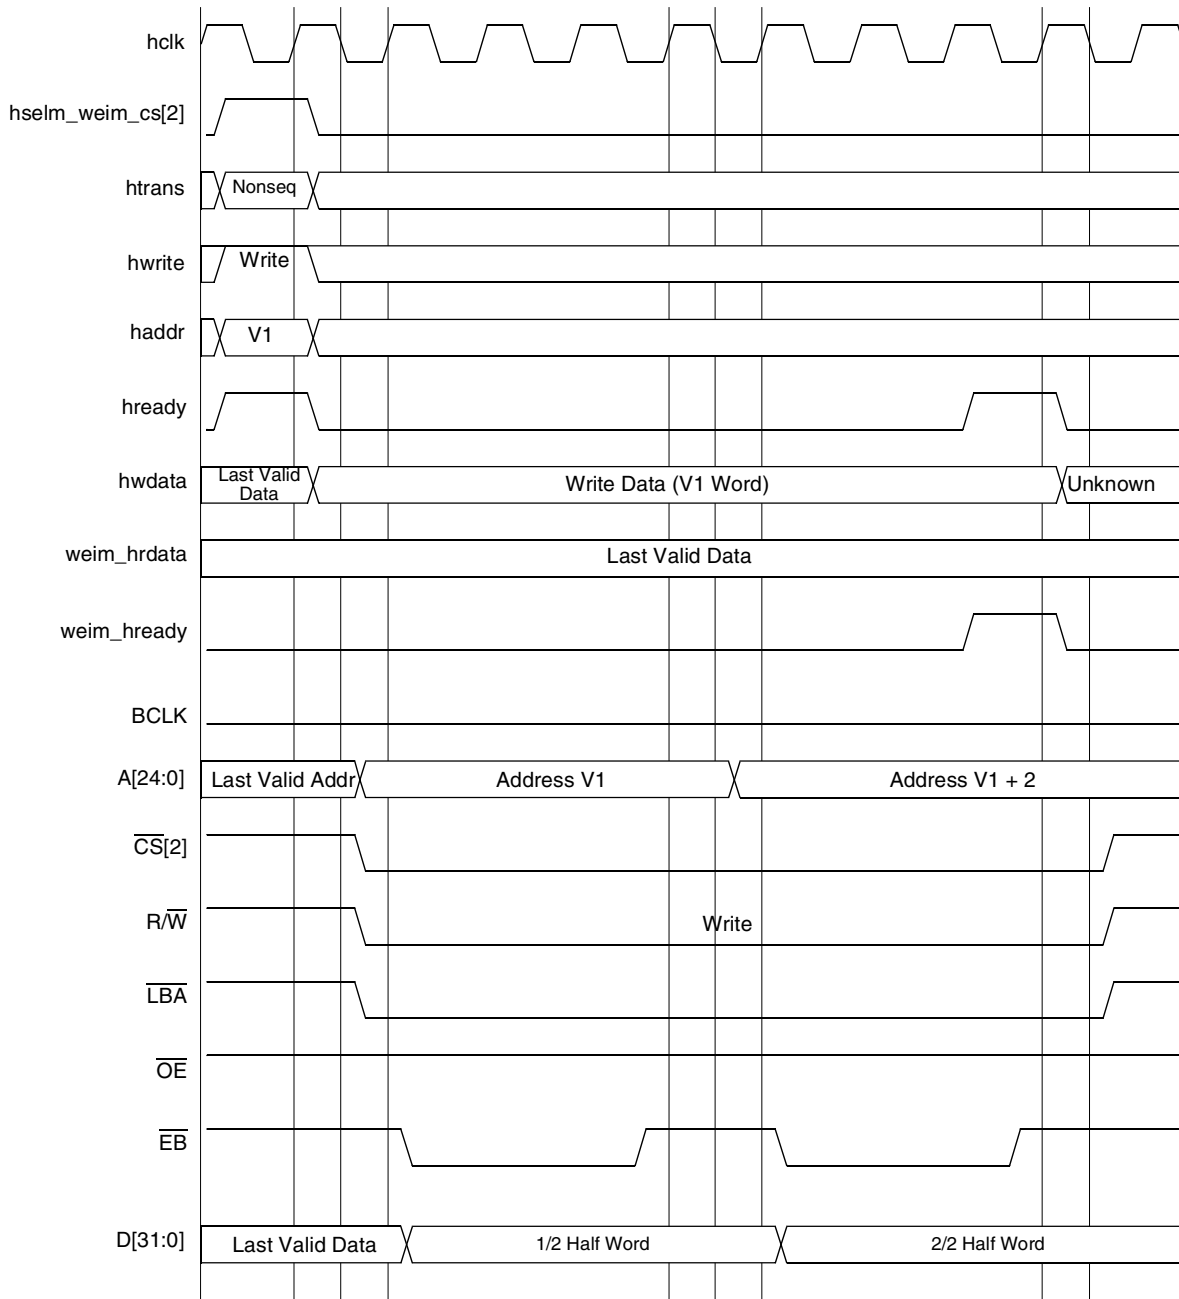 hclk
hselm_weim_cs[2]
htrans Nonseq
hwrite Write
haddr V1
hready
hwdata Last Valid Data Write Data (V1 Word) Unknown
weim_hrdata Last Valid Data
weim_hready
BCLK
A[24:0] Last Valid Addr Address V1 Address V1 + 2
CS[2]
R/W Write
LBA
OE
EB
D[31:0] Last Valid Data 1/2 Half Word 2/2 Half Word